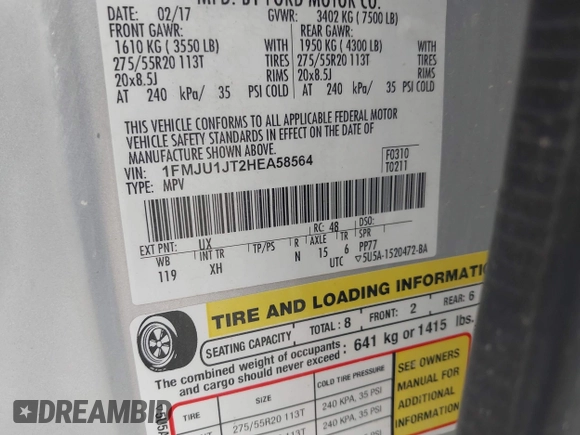 MFD. BY FORD MOTOR CO.
DATE: 02/17 GVWR: 3402 KG ( 7500 LB)
FRONT GAWR: REAR GAWR:
1610 KG ( 3550 LB) WITH 1950 KG ( 4300 LB) WITH
275/55R20 113T TIRES 275/55R20 113T TIRES
20x8.5J RIMS 20x8.5J RIMS
AT 240 kPa/ 35 PSI COLD AT 240 kPa/ 35 PSI COLD
THIS VEHICLE CONFORMS TO ALL APPLICABLE FEDERAL MOTOR
VEHICLE SAFETY STANDARDS IN EFFECT ON THE DATE OF
MANUFACTURE SHOWN ABOVE.
VIN: 1FMJU1JT2HEA58564 F0310
TYPE: MPV T0211
EXT PNT: UX RC: 48 DSO:
WB INT TR TP/PS R AXLE TR SPR
119 XH N 15 6 PP77
UTC ▽5U5A-1520472-BA
TIRE AND LOADING INFORMATION
SEATING CAPACITY TOTAL: 8 FRONT: 2 REAR: 6
The combined weight of occupants
and cargo should never exceed: 641 kg or 1415 lbs.
TIRE SIZE COLD TIRE PRESSURE
275/55R20 113T 240 KPA, 35 PSI
240 KPA, 35 PSI
SEE OWNERS
MANUAL FOR
ADDITIONAL
INFORMATION
RIDESAFELY